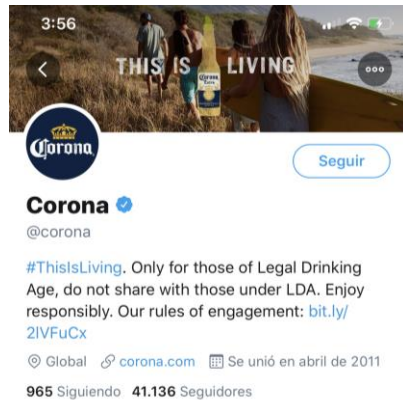 3:56
THIS IS LIVING
Corona
Seguir
Corona
@corona
#ThisIsLiving. Only for those of Legal Drinking
Age, do not share with those under LDA. Enjoy
responsibly. Our rules of engagement: bit.ly/
2IVFuCx
Global corona.com Se unió en abril de 2011
965 Siguiendo 41.136 Seguidores